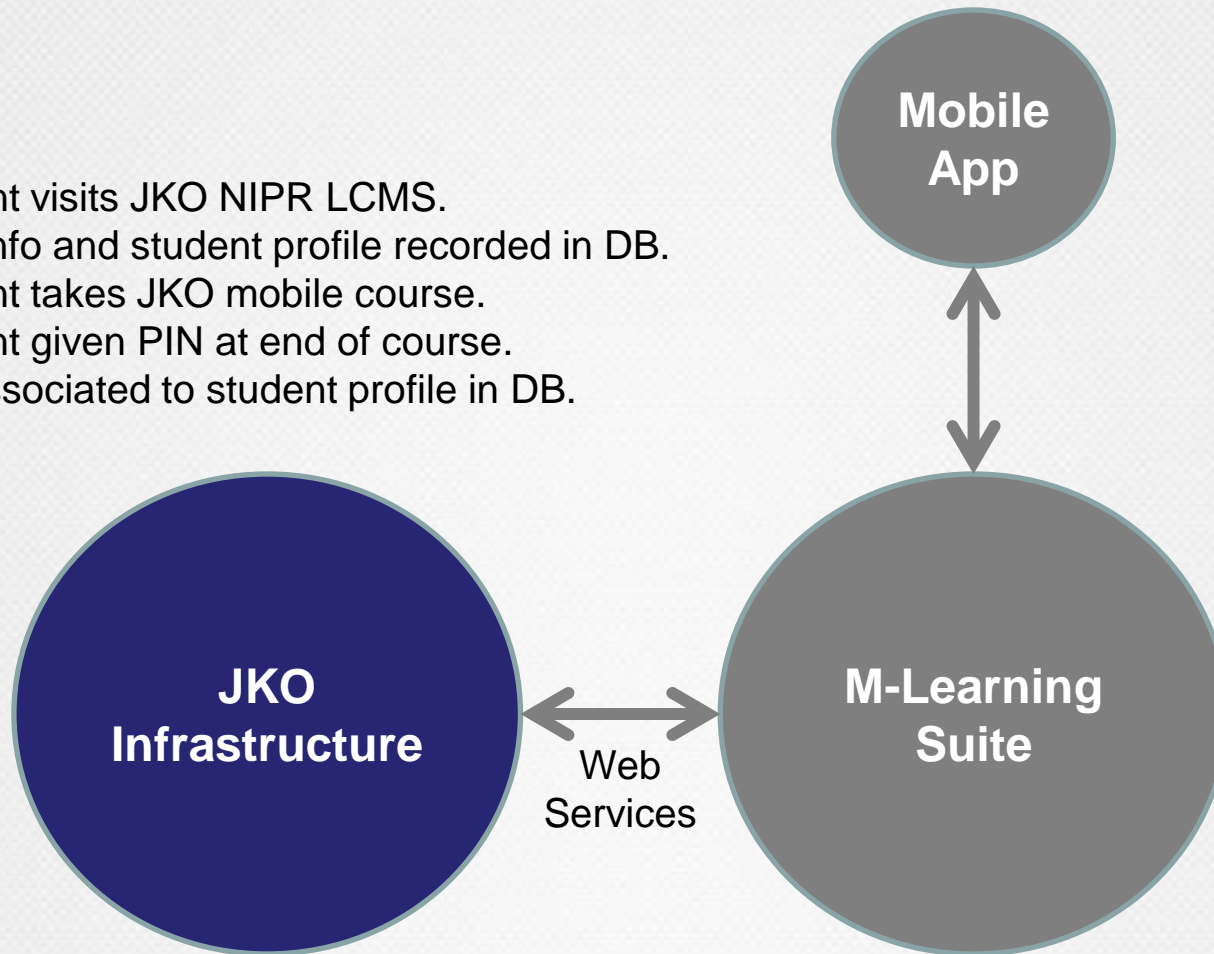 Mobile
App
nt visits JKO NIPR LCMS.
nfo and student profile recorded in DB.
nt takes JKO mobile course.
nt given PIN at end of course.
ssociated to student profile in DB.
JKO
Infrastructure
Web
Services
M-Learning
Suite